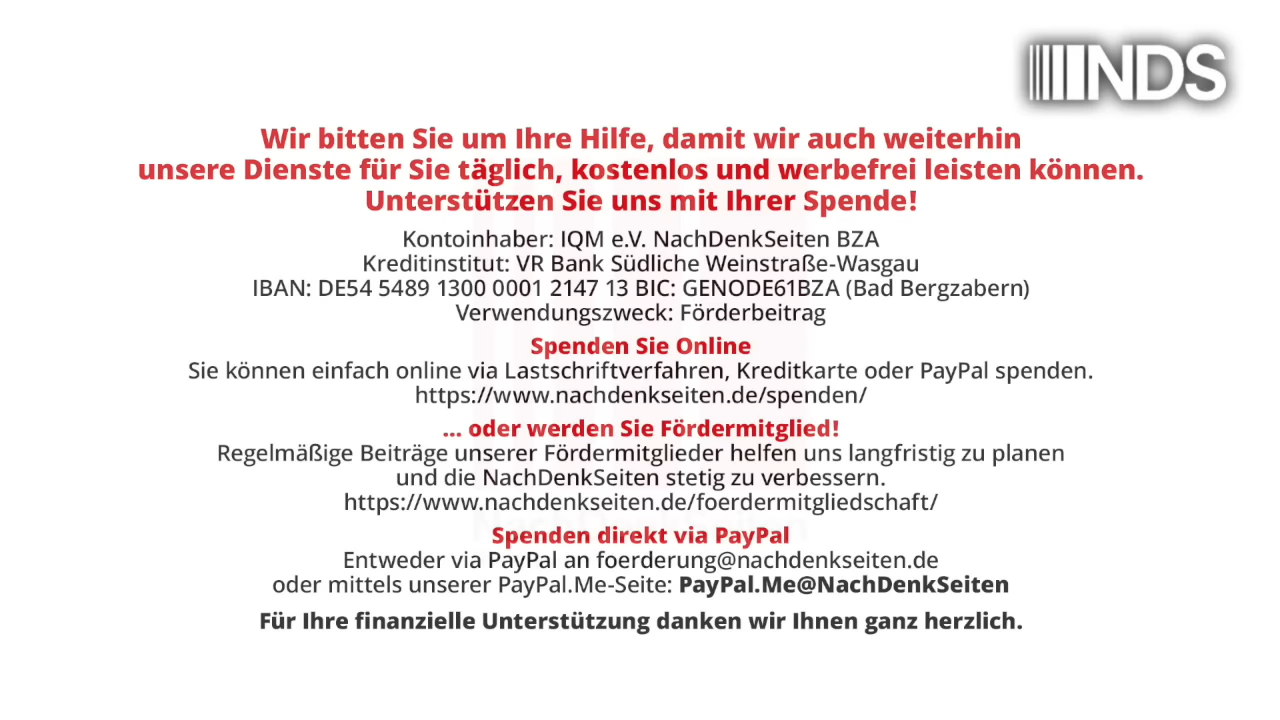 NDS
Wir bitten Sie um Ihre Hilfe, damit wir auch weiterhin
unsere Dienste für Sie täglich, kostenlos und werbefrei leisten können.
Unterstützen Sie uns mit Ihrer Spende!
Kontoinhaber: IQM e.V. NachDenkSeiten BZA
Kreditinstitut: VR Bank Südliche Weinstraße-Wasgau
IBAN: DE54 5489 1300 0001 2147 13 BIC: GENODE61BZA (Bad Bergzabern)
Verwendungszweck: Förderbeitrag
Spenden Sie Online
Sie können einfach online via Lastschriftverfahren, Kreditkarte oder PayPal spenden.
https://www.nachdenkseiten.de/spenden/
... oder werden Sie Fördermitglied!
Regelmäßige Beiträge unserer Fördermitglieder helfen uns langfristig zu planen
und die NachDenkSeiten stetig zu verbessern.
https://www.nachdenkseiten.de/foerdermitgliedschaft/
Spenden direkt via PayPal
Entweder via PayPal an foerderung@nachdenkseiten.de
oder mittels unserer PayPal.Me-Seite: PayPal.Me@NachDenkSeiten
Für Ihre finanzielle Unterstützung danken wir Ihnen ganz herzlich.